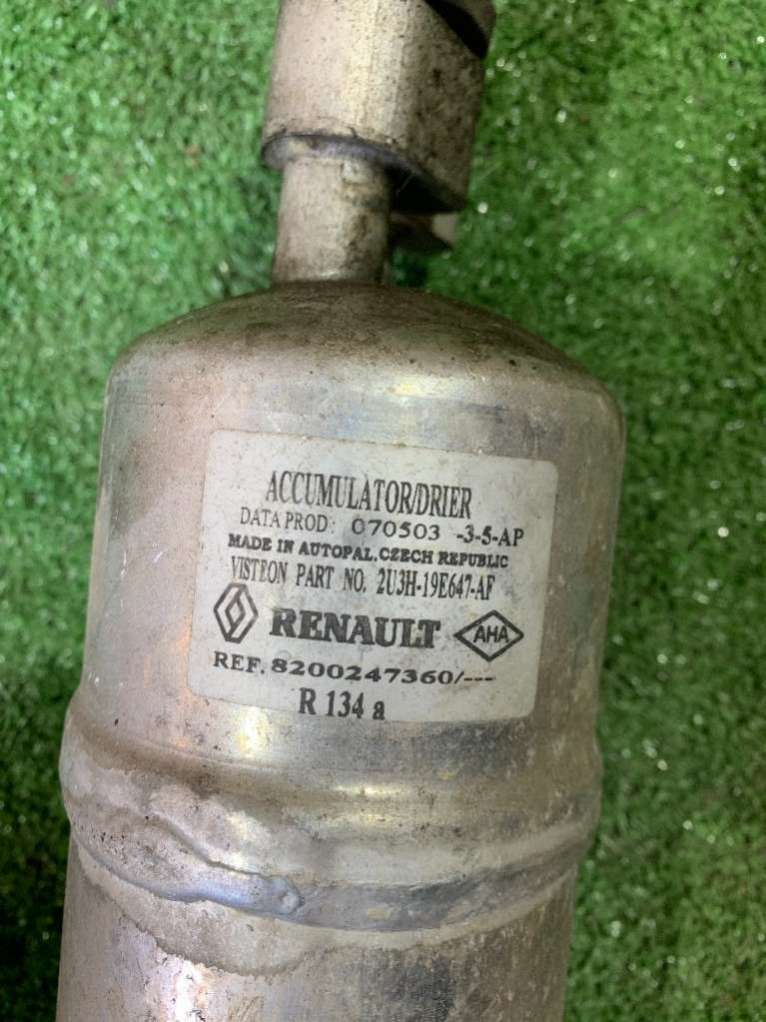 ACCUMULATOR/DRIER
DATA PROD: 070503 -3-5-AP
MADE IN AUTOPAL.CZECH REPUBLIC
VISTEON PART NO. 2U3H-19E647-AF
RENAULT AHA
REF. 8200247360/---
R 134 a